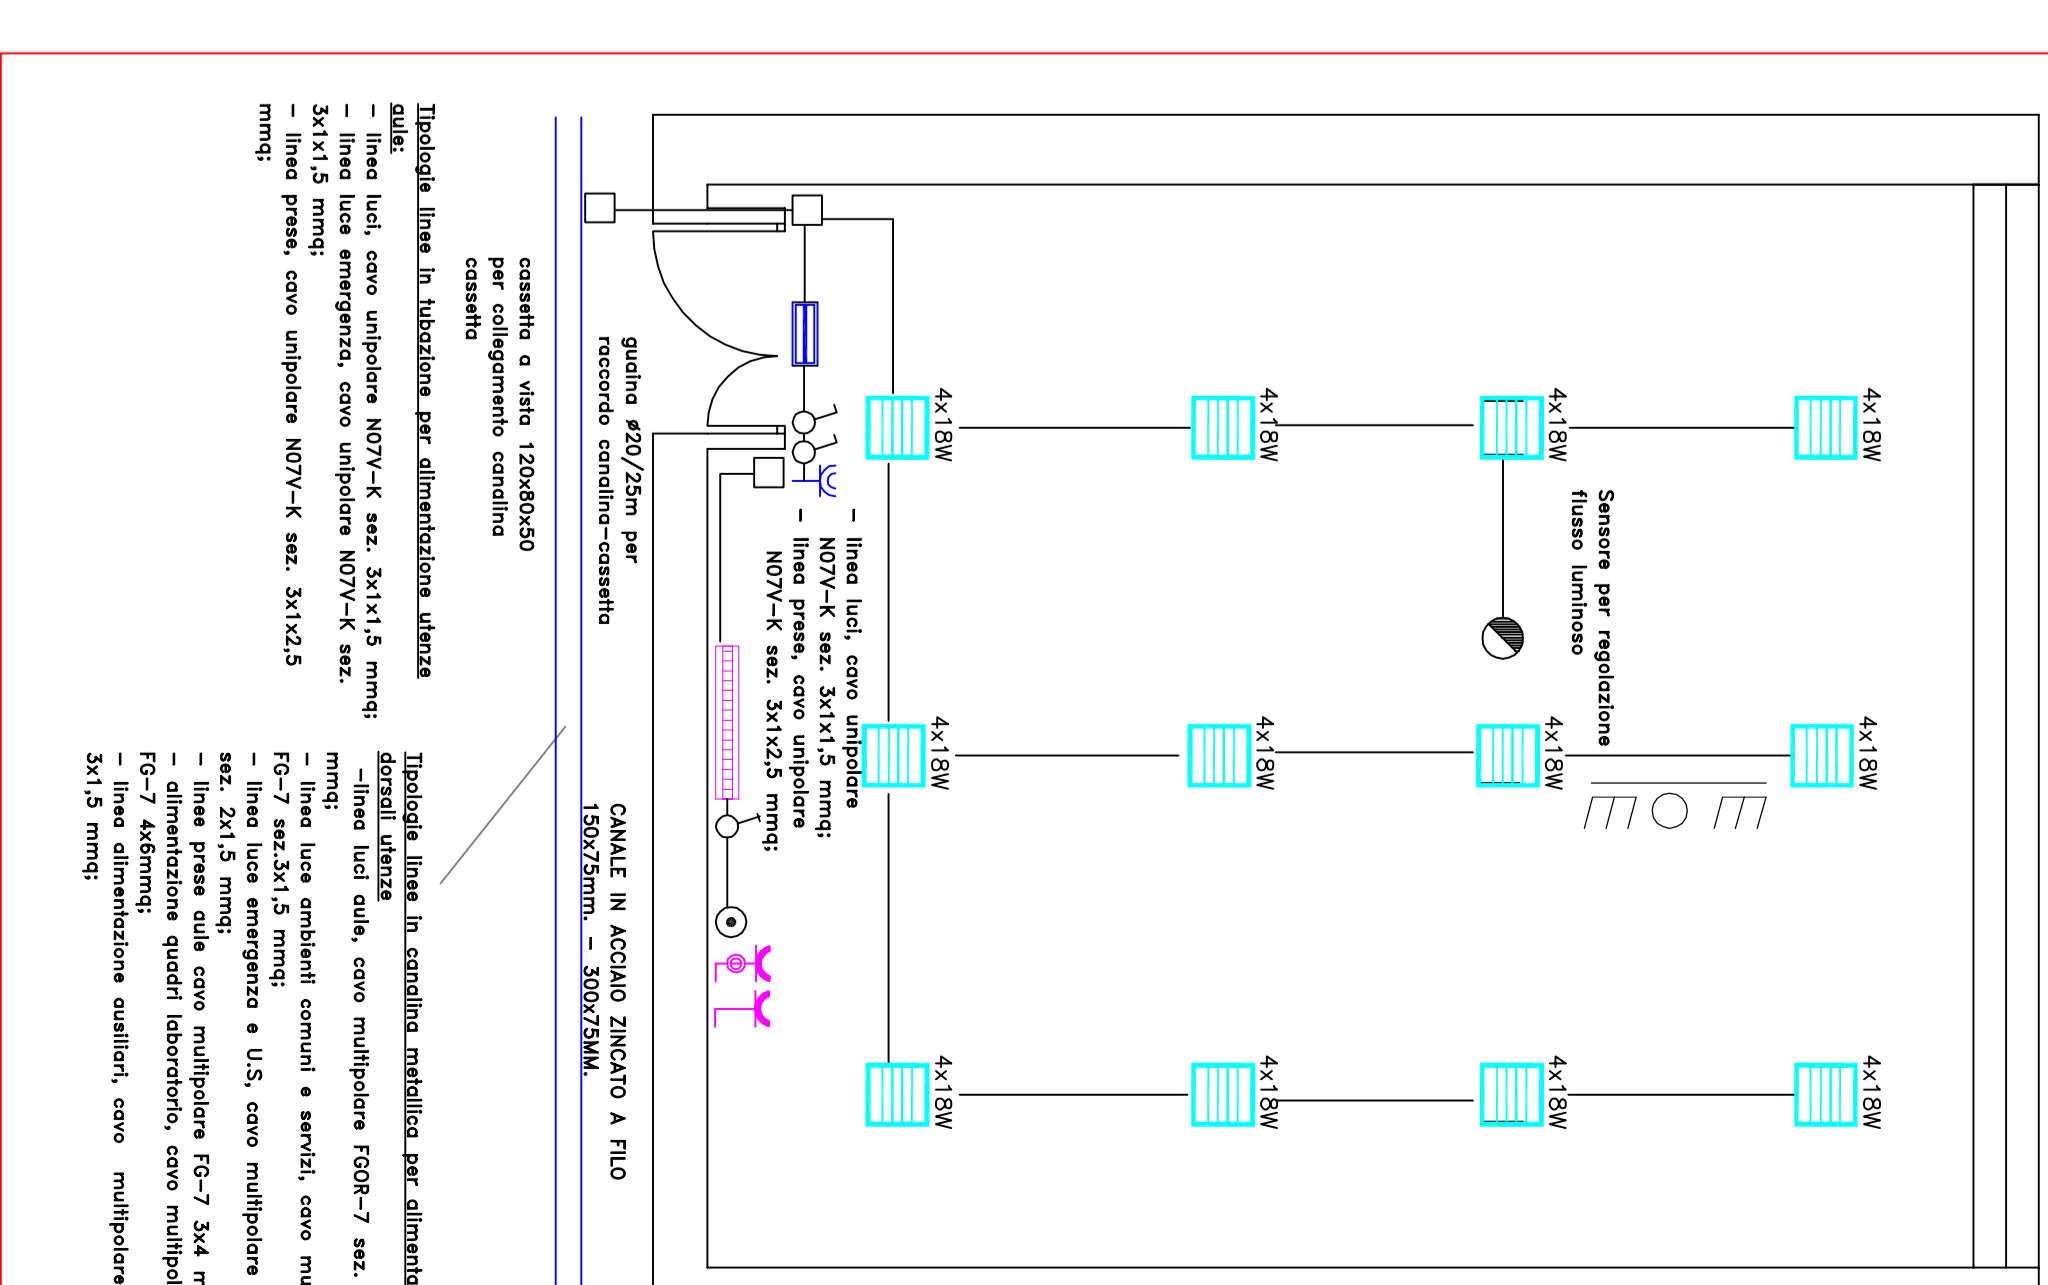 4x18W
4x18W
4x18W
4x18W
4x18W
4x18W
4x18W
4x18W
4x18W
4x18W
4x18W
4x18W
Sensore per regolazione
flusso luminoso
- linea luci, cavo unipolare
N07V-K sez. 3x1x1,5 mmq;
- linea prese, cavo unipolare
N07V-K sez. 3x1x2,5 mmq;
guaina ø20/25m per
raccordo canalina-cassetta
CANALE IN ACCIAIO ZINCATO A FILO
150x75mm. - 300x75MM.
cassetta a vista 120x80x50
per collegamento canalina
cassetta
Tipologie linee in tubazione per alimentazione utenze
aule:
- linea luci, cavo unipolare N07V-K sez. 3x1x1,5 mmq;
- linea luce emergenza, cavo unipolare N07V-K sez.
3x1x1,5 mmq;
- linea prese, cavo unipolare N07V-K sez. 3x1x2,5
mmq;
Tipologie linee in canalina metallica per alimenta
dorsali utenze
-linea luci aule, cavo multipolare FGOR-7 sez.
mmq;
- linea luce ambienti comuni e servizi, cavo mu
FG-7 sez.3x1,5 mmq;
- linea luce emergenza e U.S, cavo multipolare
sez. 2x1,5 mmq;
- linee prese aule cavo multipolare FG-7 3x4 m
- alimentazione quadri laboratorio, cavo multipol
FG-7 4x6mmq;
- linea alimentazione ausiliari, cavo multipolare
3x1,5 mmq;